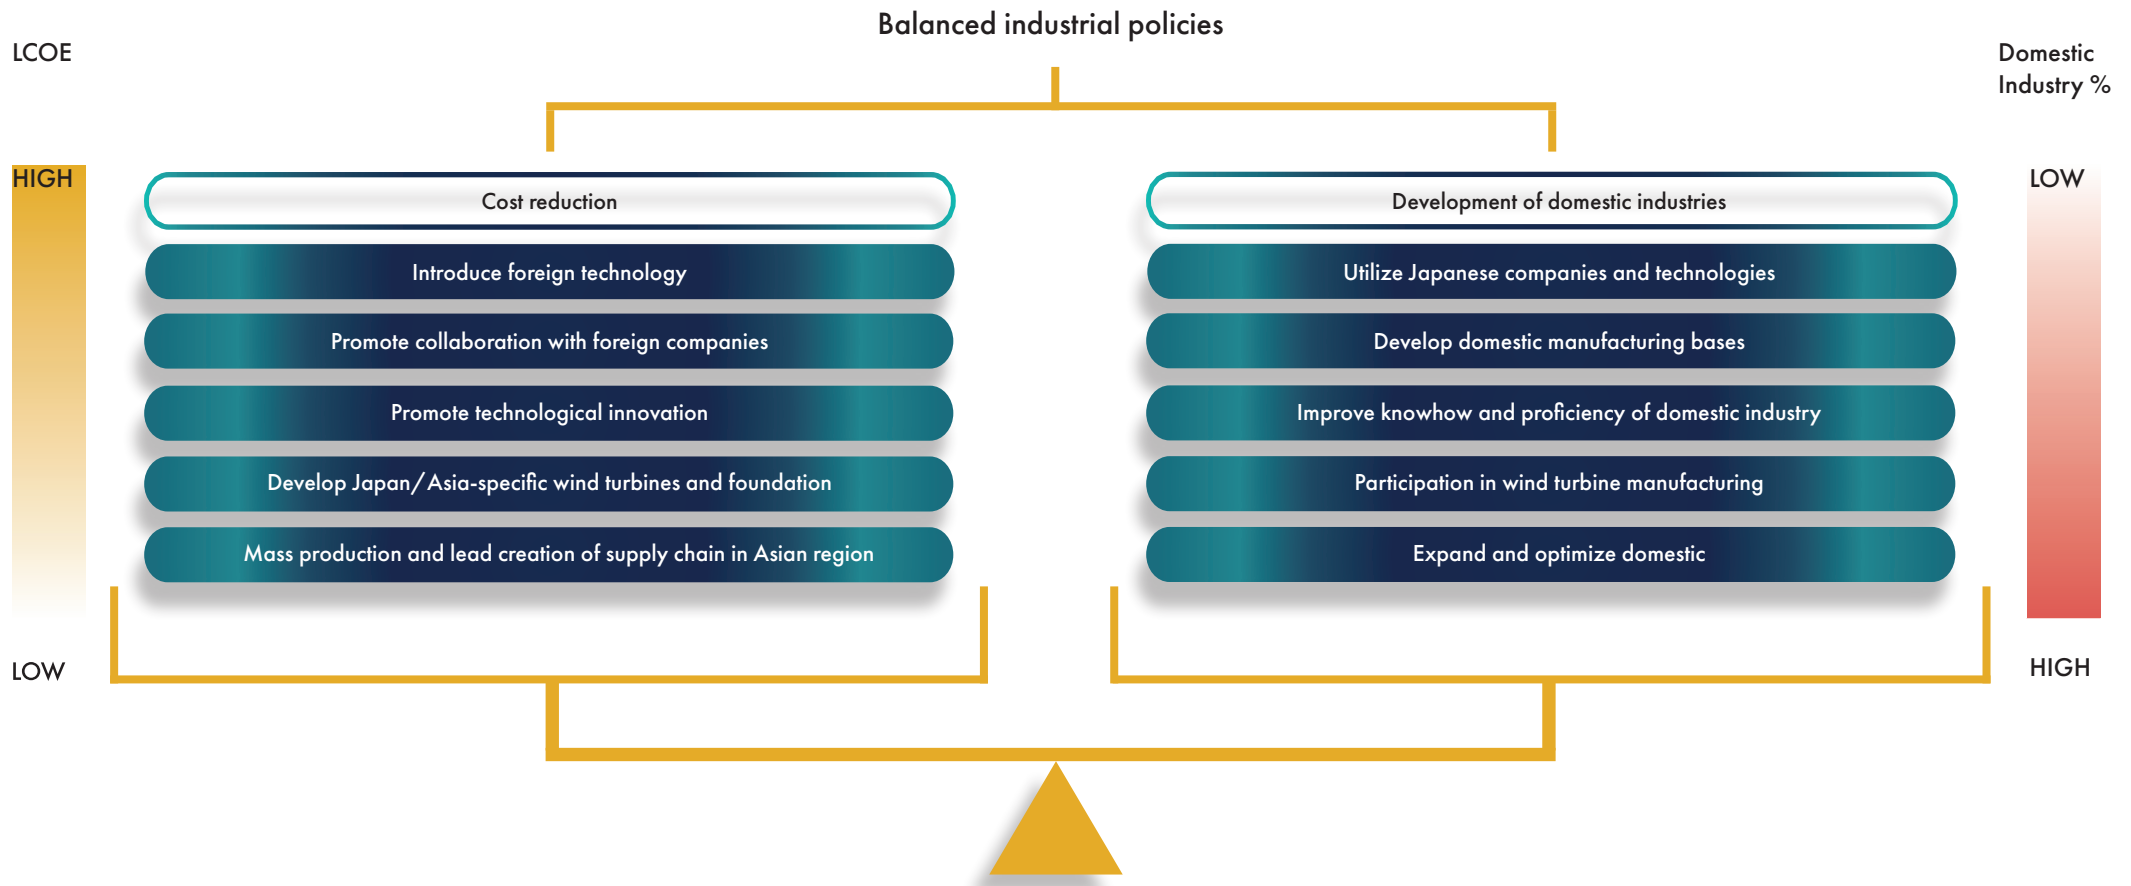 Balanced industrial policies
LCOE
Domestic
Industry %
HIGH
LOW
Cost reduction
Introduce foreign technology
Promote collaboration with foreign companies
Promote technological innovation
Develop Japan/Asia-specific wind turbines and foundation
Mass production and lead creation of supply chain in Asian region
Development of domestic industries
Utilize Japanese companies and technologies
Develop domestic manufacturing bases
Improve knowhow and proficiency of domestic industry
Participation in wind turbine manufacturing
Expand and optimize domestic
LOW
HIGH